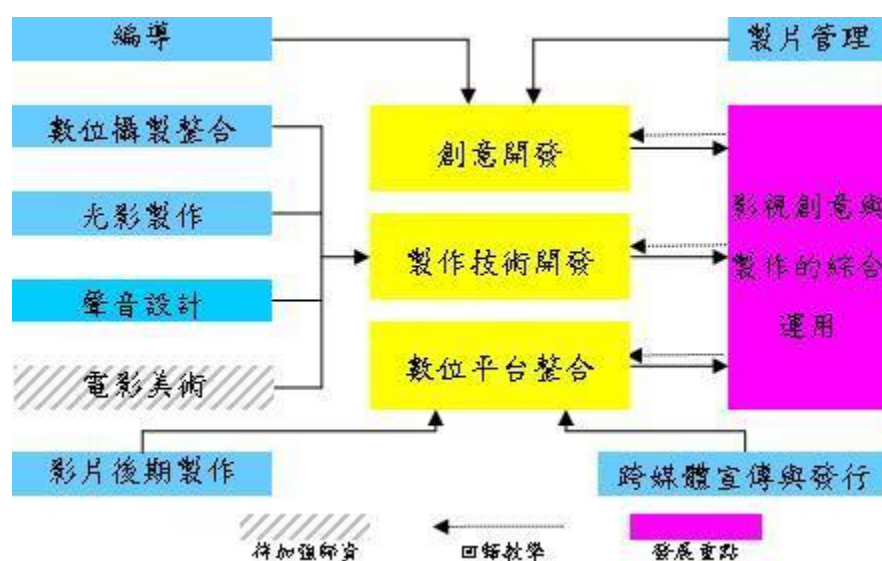 編導
製片管理
數位攝製整合
創意開發
光影製作
影視創意與
製作的綜合
運用
製作技術開發
聲音設計
數位平台整合
電影美術
影片後期製作
跨媒體宣傳與發行
待加強師資
回歸教學
發展重點